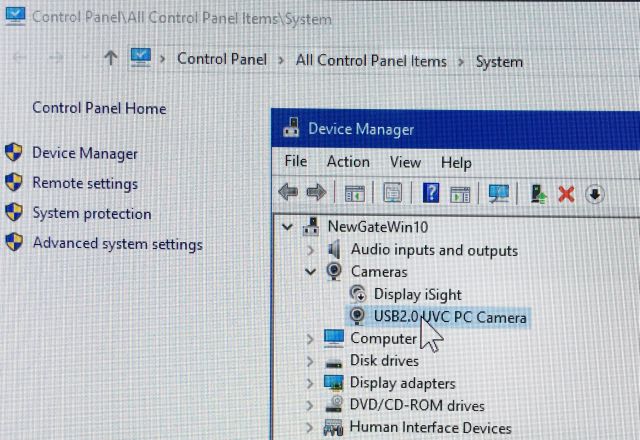 Control Panel\All Control Panel Items\System
Control Panel > All Control Panel Items > System
Control Panel Home
Device Manager
Remote settings
System protection
Advanced system settings
Device Manager
File Action View Help
NewGateWin10
Audio inputs and outputs
Cameras
Display iSight
USB2.0 UVC PC Camera
Computer
Disk drives
Display adapters
DVD/CD-ROM drives
Human Interface Devices